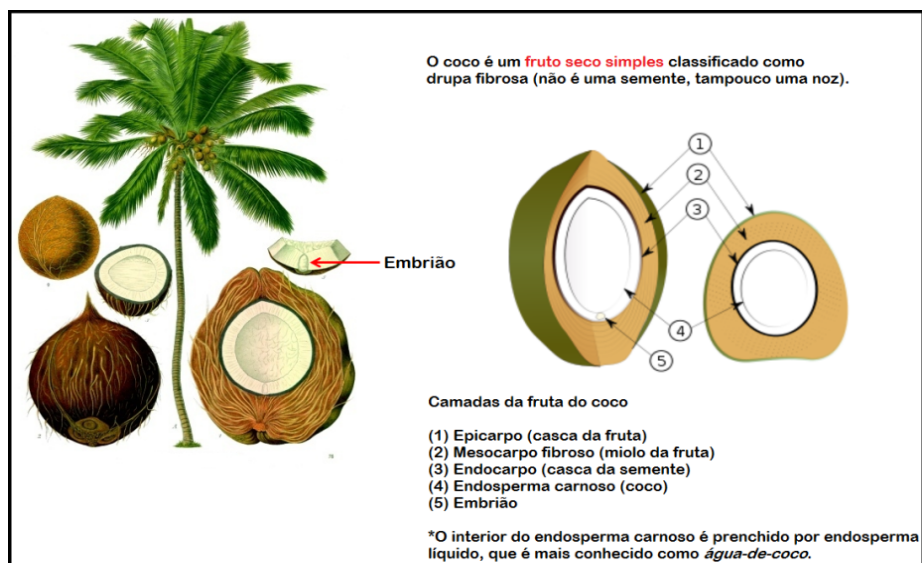 O coco é um fruto seco simples classificado como
drupa fibrosa (não é uma semente, tampouco uma noz).
1
2
3
Embrião
4
5
Camadas da fruta do coco
(1) Epicarpo (casca da fruta)
(2) Mesocarpo fibroso (miolo da fruta)
(3) Endocarpo (casca da semente)
(4) Endosperma carnoso (coco)
(5) Embrião
*O interior do endosperma carnoso é prenchido por endosperma
líquido, que é mais conhecido como água-de-coco.